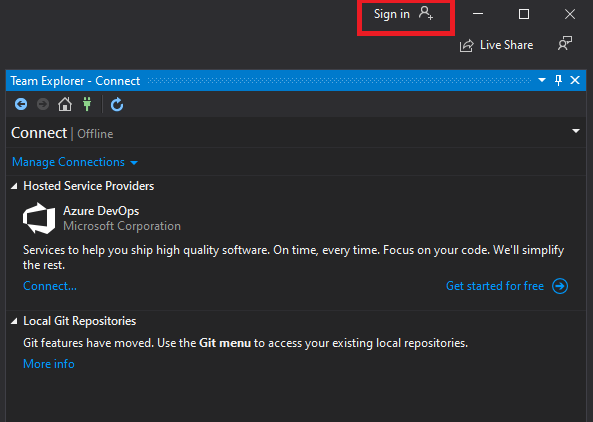 Sign in
Live Share
Team Explorer - Connect
Connect | Offline
Manage Connections
Hosted Service Providers
Azure DevOps
Microsoft Corporation
Services to help you ship high quality software. On time, every time. Focus on your code. We'll simplify
the rest.
Connect... Get started for free
Local Git Repositories
Git features have moved. Use the Git menu to access your existing local repositories.
More info